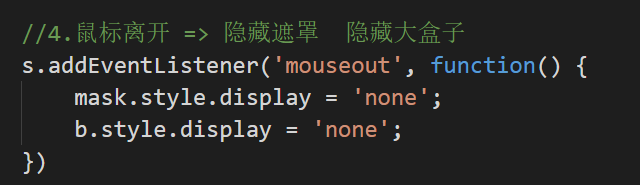 //4.鼠标离开 => 隐藏遮罩  隐藏大盒子
s.addEventListener('mouseout', function() {
    mask.style.display = 'none';
    b.style.display = 'none';
})